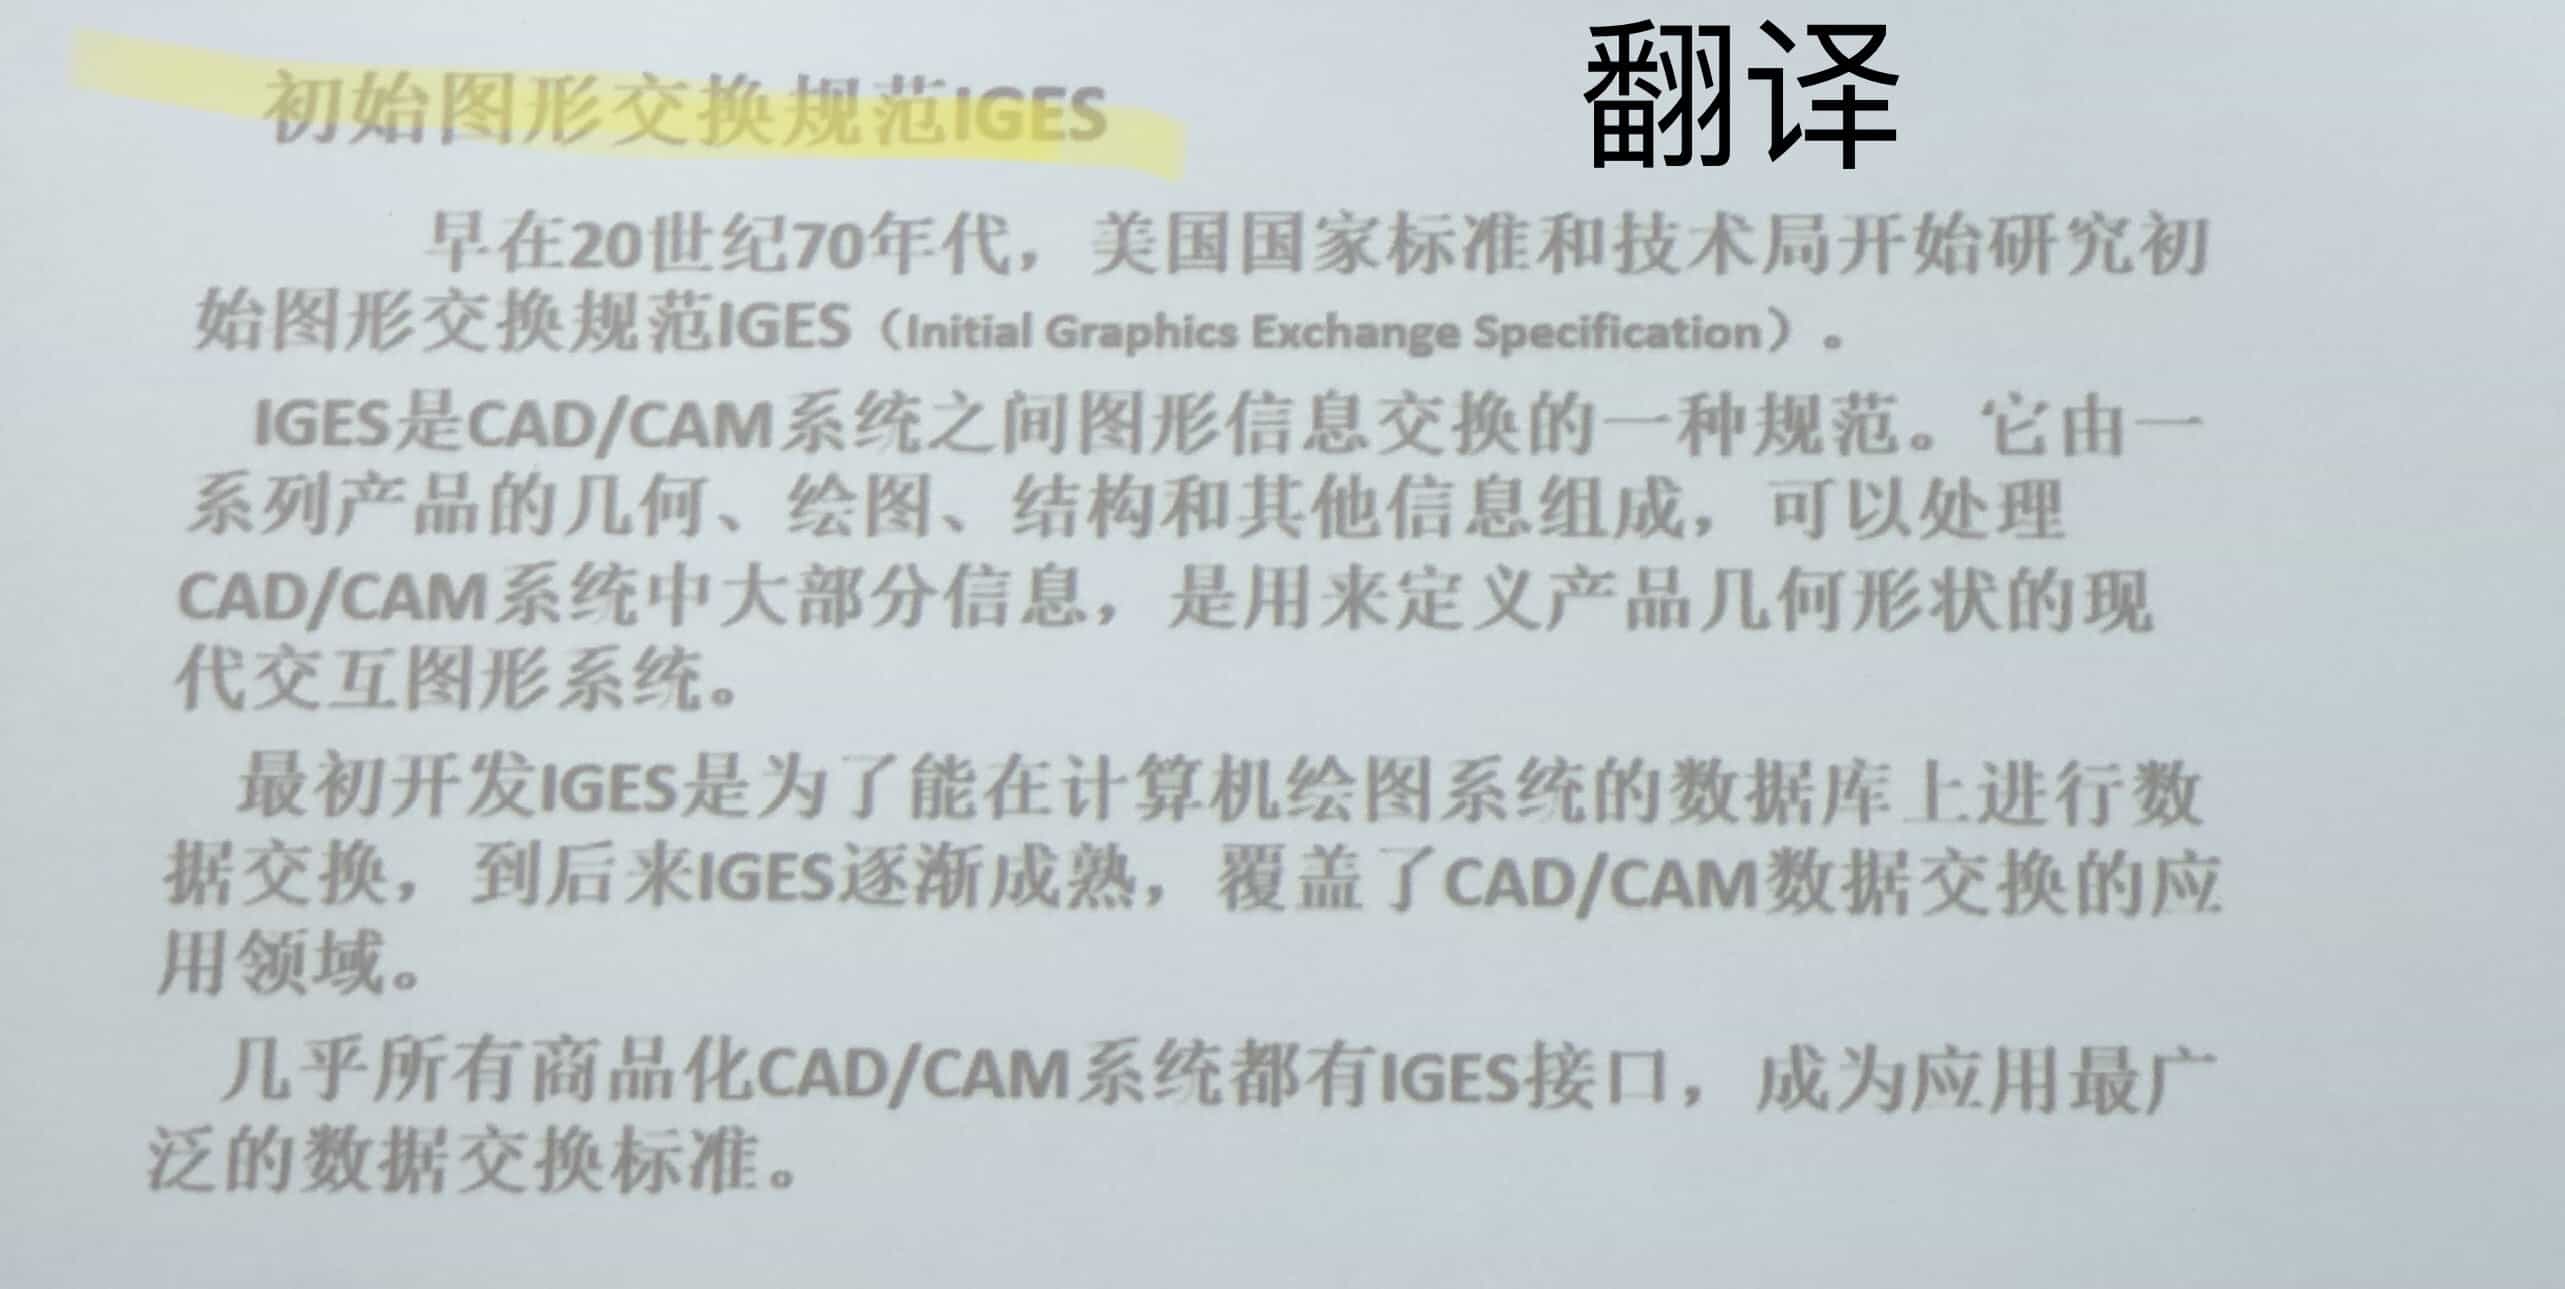 初始图形交换规范IGES
翻译
早在20世纪70年代，美国国家标准和技术局开始研究初
始图形交换规范IGES（Initial Graphics Exchange Specification）。
IGES是CAD/CAM系统之间图形信息交换的一种规范。它由一
系列产品的几何、绘图、结构和其他信息组成，可以处理
CAD/CAM系统中大部分信息，是用来定义产品几何形状的现
代交互图形系统。
最初开发IGES是为了能在计算机绘图系统的数据库上进行数
据交换，到后来IGES逐渐成熟，覆盖了CAD/CAM数据交换的应
用领域。
几乎所有商品化CAD/CAM系统都有IGES接口，成为应用最广
泛的数据交换标准。